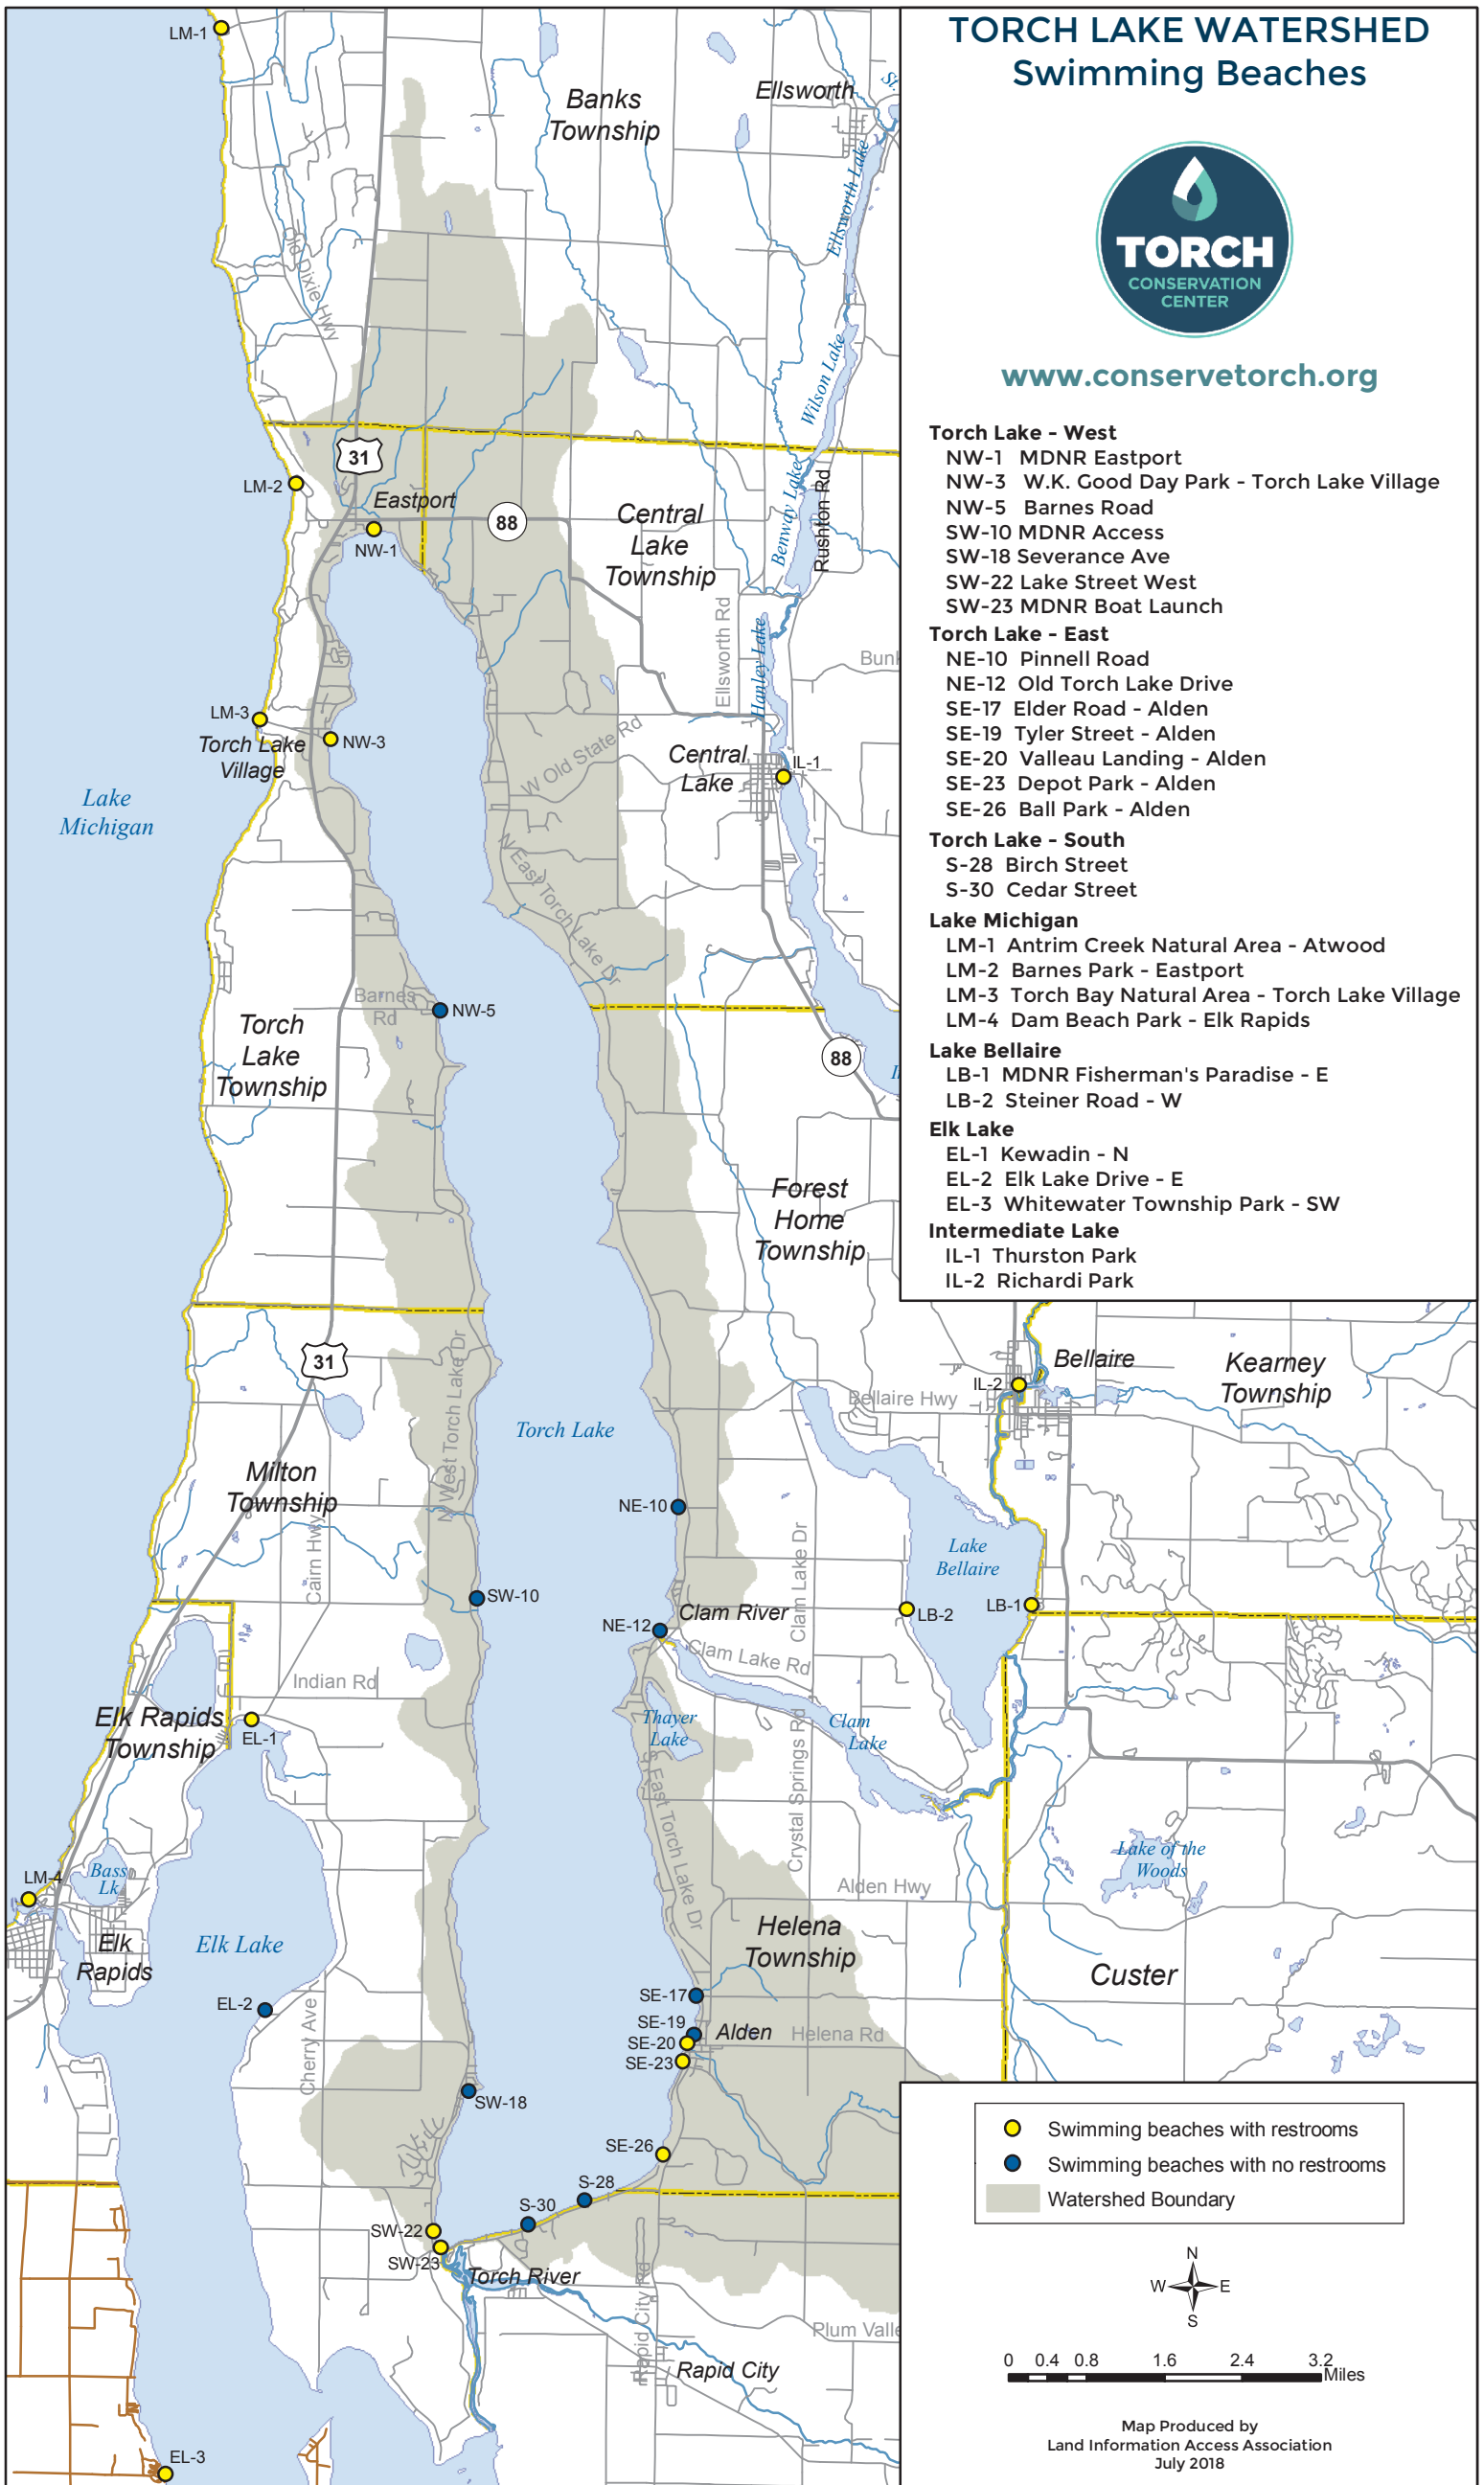 TORCH LAKE WATERSHED
Swimming Beaches
TORCH
CONSERVATION
CENTER
www.conservetorch.org
Torch Lake - West
NW-1 MDNR Eastport
NW-3 W.K. Good Day Park - Torch Lake Village
NW-5 Barnes Road
SW-10 MDNR Access
SW-18 Severance Ave
SW-22 Lake Street West
SW-23 MDNR Boat Launch
Torch Lake - East
NE-10 Pinnell Road
NE-12 Old Torch Lake Drive
SE-17 Elder Road - Alden
SE-19 Tyler Street - Alden
SE-20 Valleau Landing - Alden
SE-23 Depot Park - Alden
SE-26 Ball Park - Alden
Torch Lake - South
S-28 Birch Street
S-30 Cedar Street
Lake Michigan
LM-1 Antrim Creek Natural Area - Atwood
LM-2 Barnes Park - Eastport
LM-3 Torch Bay Natural Area - Torch Lake Village
LM-4 Dam Beach Park - Elk Rapids
Lake Bellaire
LB-1 MDNR Fisherman's Paradise - E
LB-2 Steiner Road - W
Elk Lake
EL-1 Kewadin - N
EL-2 Elk Lake Drive - E
EL-3 Whitewater Township Park - SW
Intermediate Lake
IL-1 Thurston Park
IL-2 Richardi Park
LM-1
Banks
Township
Ellsworth
St.
Ellsworth Lake
Old Dixie Hwy
Wilson Lake
31
LM-2
Eastport
88
NW-1
Central
Lake
Township
Benway Lake
Rushton Rd
Ellsworth Rd
Hanley Lake
Bunk
LM-3
Torch Lake
Village
NW-3
W Old State Rd
Central
Lake
IL-1
Lake
Michigan
N East Torch Lake Dr
Barnes
Rd
NW-5
Torch
Lake
Township
88
Forest
Home
Township
31
N West Torch Lake Dr
Torch Lake
Bellaire
IL-2
Bellaire Hwy
Kearney
Township
Milton
Township
Cairn Hwy
NE-10
Clam Lake Dr
Lake
Bellaire
SW-10
NE-12
Clam River
LB-2
LB-1
Clam Lake Rd
Indian Rd
Elk Rapids
Township
EL-1
Thayer
Lake
Clam
Lake
Crystal Springs Rd
S East Torch Lake Dr
Lake of the
Woods
LM-4
Bass
Lk
Alden Hwy
Elk
Rapids
Elk Lake
Helena
Township
Custer
EL-2
Cherry Ave
SE-17
SE-19
SE-20
SE-23
Alden
Helena Rd
SW-18
SE-26
S-28
S-30
SW-22
SW-23
Torch River
Rapid City Rd
Plum Valle
Rapid City
EL-3
Swimming beaches with restrooms
Swimming beaches with no restrooms
Watershed Boundary
N
W E
S
0 0.4 0.8 1.6 2.4 3.2
Miles
Map Produced by
Land Information Access Association
July 2018